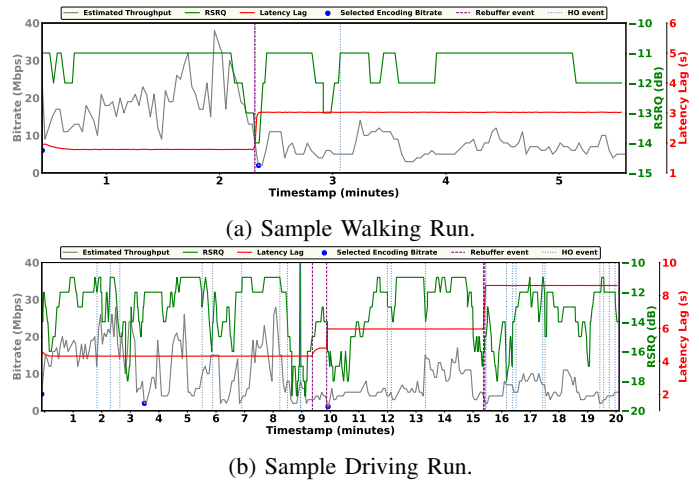 Estimated Throughput RSRQ Latency Lag Selected Encoding Bitrate Rebuffer event HO event
40 −10 6
30 −11 5
−12 4
20 −13 3
10 −14 2
0 −15 1
Bitrate (Mbps)
RSRQ (dB)
Latency Lag (s)
1 2 3 4 5
Timestamp (minutes)
(a) Sample Walking Run.
Estimated Throughput RSRQ Latency Lag Selected Encoding Bitrate Rebuffer event HO event
40 −10 10
30 −12 8
−14
20 6
−16
10 4
−18 2
0 −20
Bitrate (Mbps)
RSRQ (dB)
Latency Lag (s)
1 2 3 4 5 6 7 8 9 10 11 12 13 14 15 16 17 18 19 20
Timestamp (minutes)
(b) Sample Driving Run.